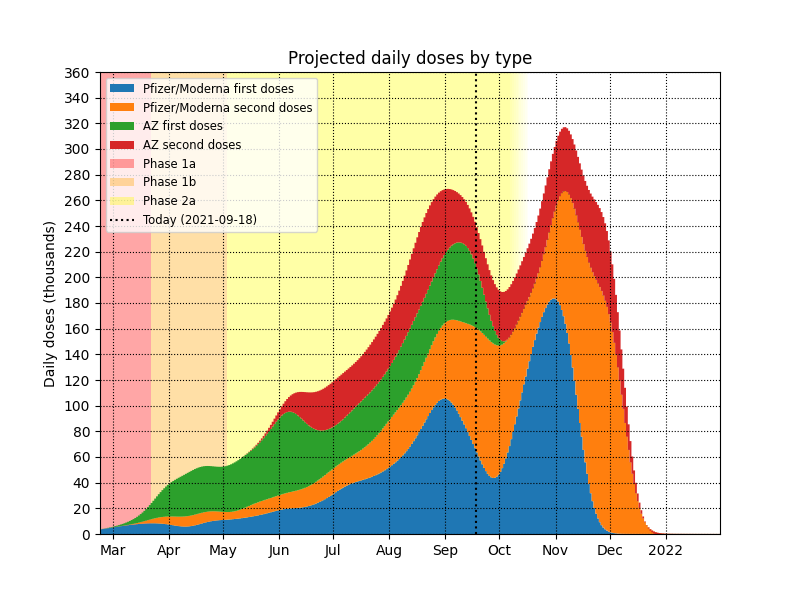 Projected daily doses by type
Daily doses (thousands)
360
340
320
300
280
260
240
220
200
180
160
140
120
100
80
60
40
20
0
Pfizer/Moderna first doses
Pfizer/Moderna second doses
AZ first doses
AZ second doses
Phase 1a
Phase 1b
Phase 2a
Today (2021-09-18)
Mar Apr May Jun Jul Aug Sep Oct Nov Dec 2022